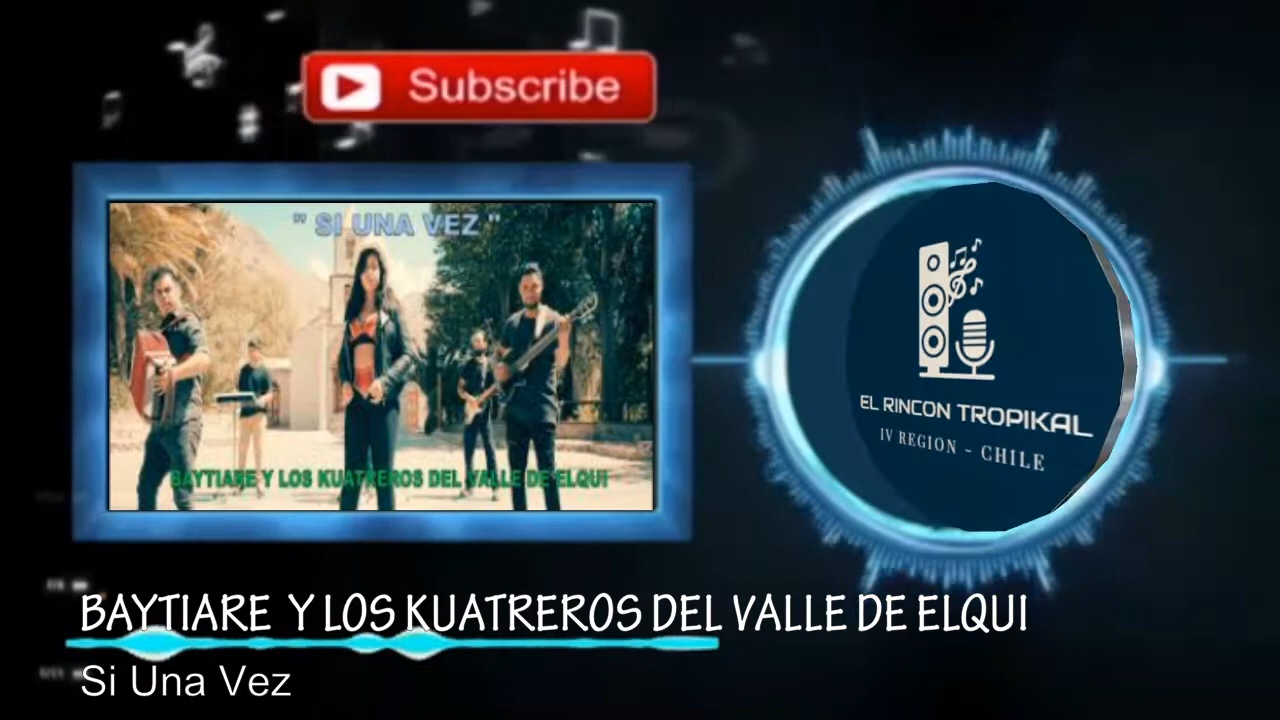 Subscribe
" SI UNA VEZ "
BAYTIARE Y LOS KUATREROS DEL VALLE DE ELQUI
EL RINCON TROPIKAL
IV REGION - CHILE
BAYTIARE Y LOS KUATREROS DEL VALLE DE ELQUI
Si Una Vez